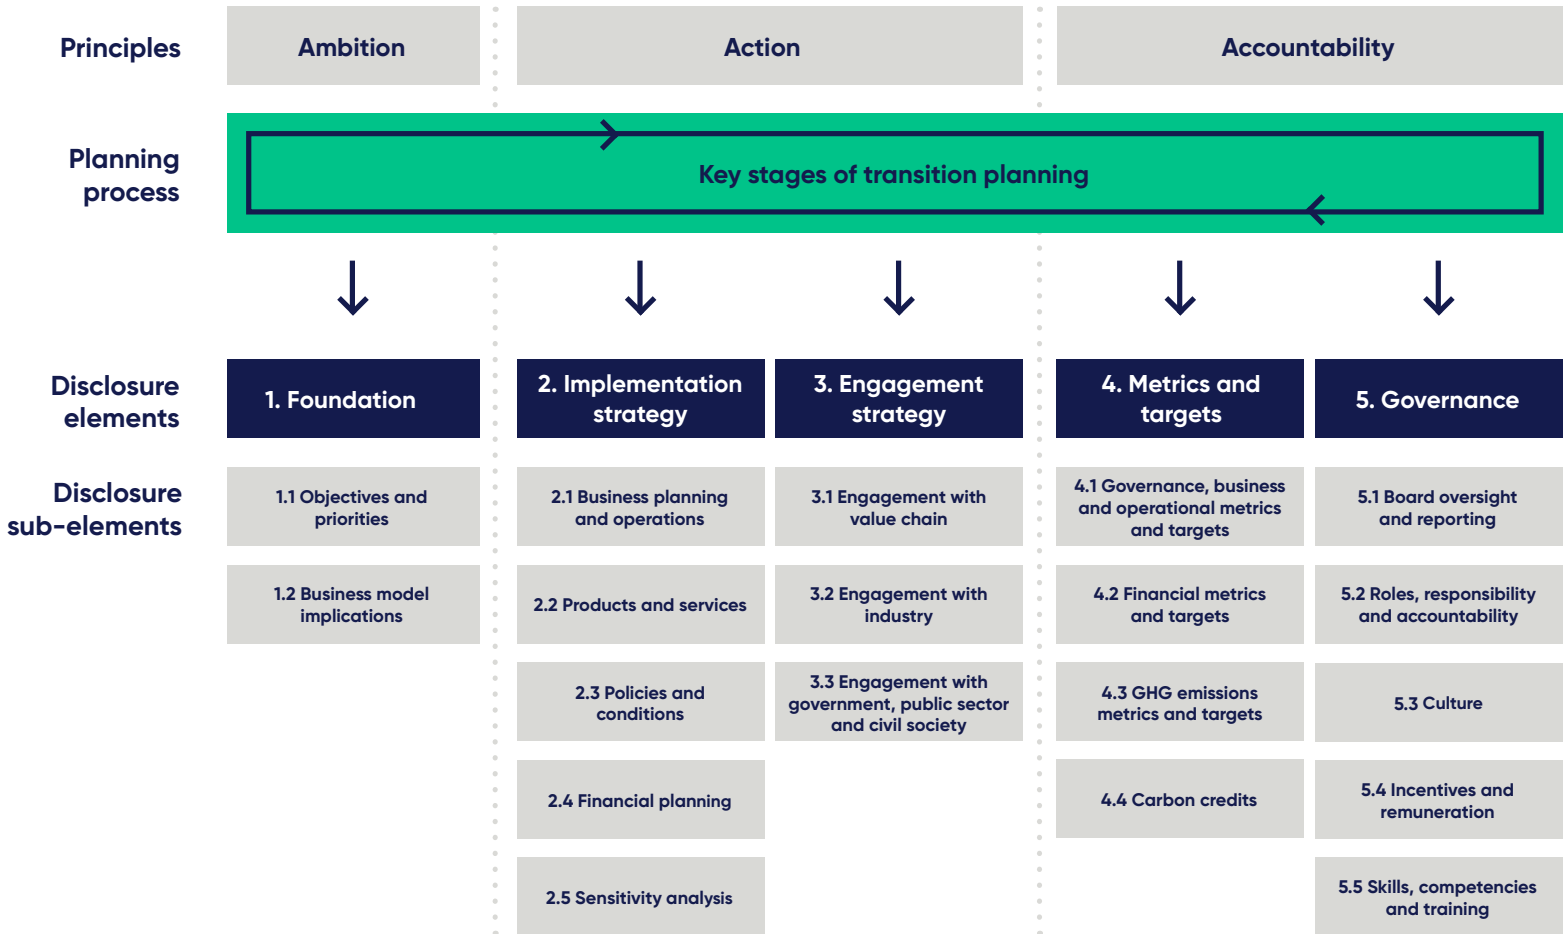 Principles
Ambition
Action
Accountability
Planning
process
Key stages of transition planning
Disclosure
elements
1. Foundation
2. Implementation
strategy
3. Engagement
strategy
4. Metrics and
targets
5. Governance
Disclosure
sub-elements
1.1 Objectives and
priorities
2.1 Business planning
and operations
3.1 Engagement with
value chain
4.1 Governance, business
and operational metrics
and targets
5.1 Board oversight
and reporting
1.2 Business model
implications
2.2 Products and services
3.2 Engagement with
industry
4.2 Financial metrics
and targets
5.2 Roles, responsibility
and accountability
2.3 Policies and
conditions
3.3 Engagement with
government, public sector
and civil society
4.3 GHG emissions
metrics and targets
5.3 Culture
2.4 Financial planning
4.4 Carbon credits
5.4 Incentives and
remuneration
2.5 Sensitivity analysis
5.5 Skills, competencies
and training